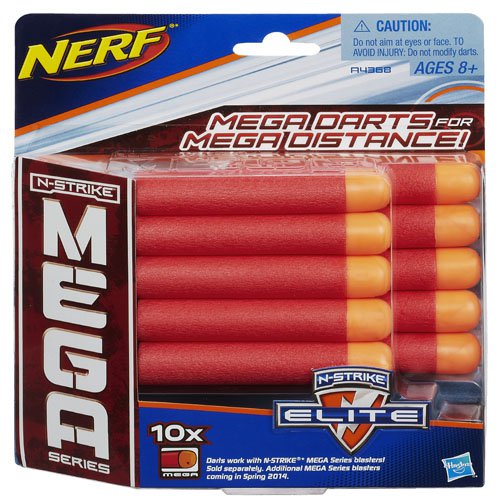 NERF
CAUTION:
Do not aim at eyes or face. TO
AVOID INJURY: Do not modify darts.
A4368
AGES 8+
MEGA DARTS FOR
MEGA DISTANCE!
N-STRIKE
MEGA
SERIES
N-STRIKE
ELITE
10x
MEGA
Darts work with N-STRIKE® MEGA Series blasters!
Sold separately. Additional MEGA Series blasters
coming in Spring 2014.
Hasbro